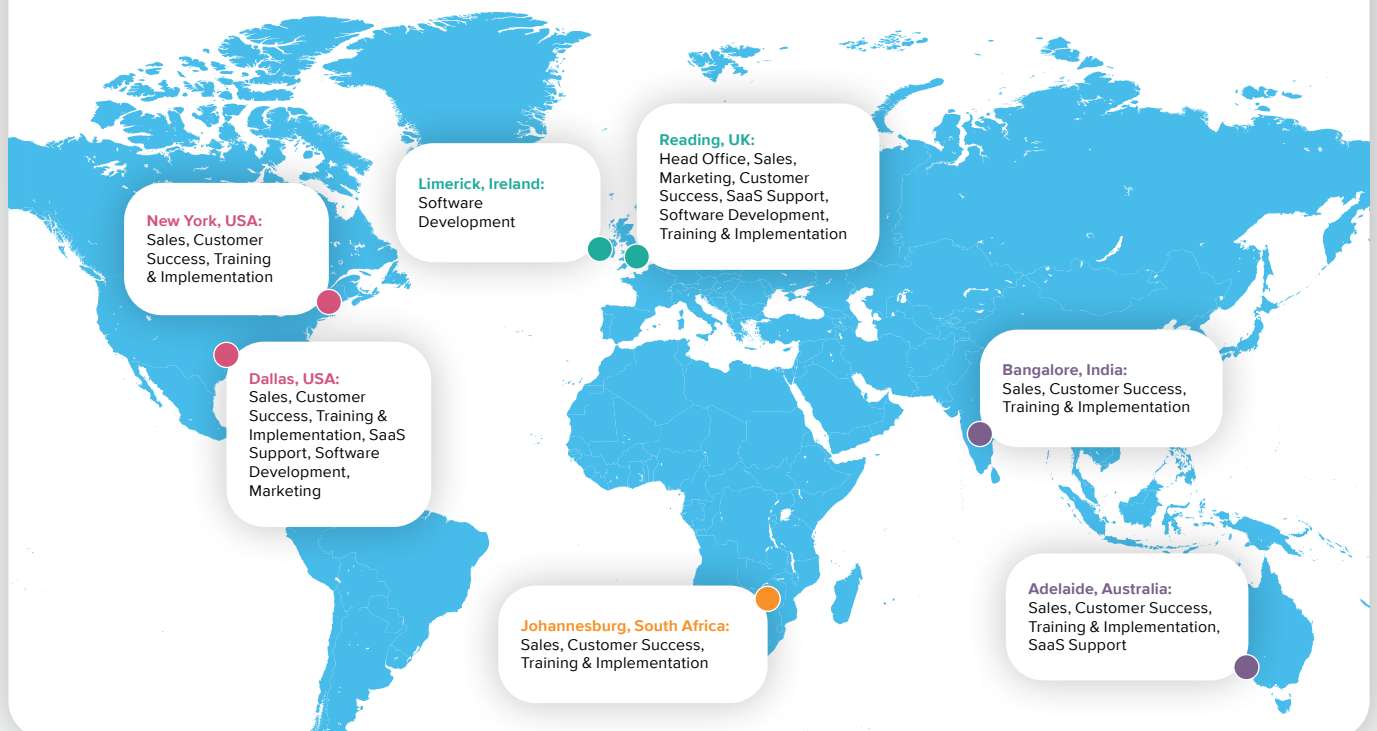 Reading, UK:
Head Office, Sales,
Marketing, Customer
Success, SaaS Support,
Software Development,
Training & Implementation
Limerick, Ireland:
Software
Development
New York, USA:
Sales, Customer
Success, Training
& Implementation
Dallas, USA:
Sales, Customer
Success, Training &
Implementation, SaaS
Support, Software
Development,
Marketing
Bangalore, India:
Sales, Customer Success,
Training & Implementation
Adelaide, Australia:
Sales, Customer Success,
Training & Implementation,
SaaS Support
Johannesburg, South Africa:
Sales, Customer Success,
Training & Implementation